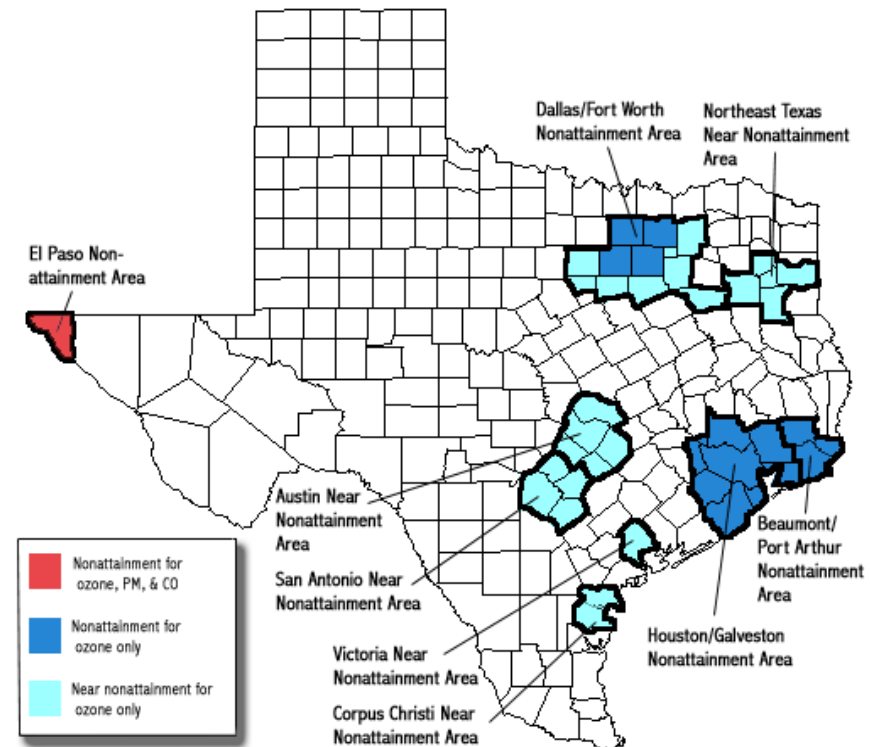 Dallas/Fort Worth
Nonattainment Area
Northeast Texas
Near Nonattainment
Area
El Paso Non-
attainment Area
Austin Near
Nonattainment
Area
San Antonio Near
Nonattainment Area
Victoria Near
Nonattainment Area
Corpus Christi Near
Nonattainment Area
Beaumont/
Port Arthur
Nonattainment
Area
Houston/Galveston
Nonattainment Area
Nonattainment for
ozone, PM, & CO
Nonattainment for
ozone only
Near nonattainment for
ozone only